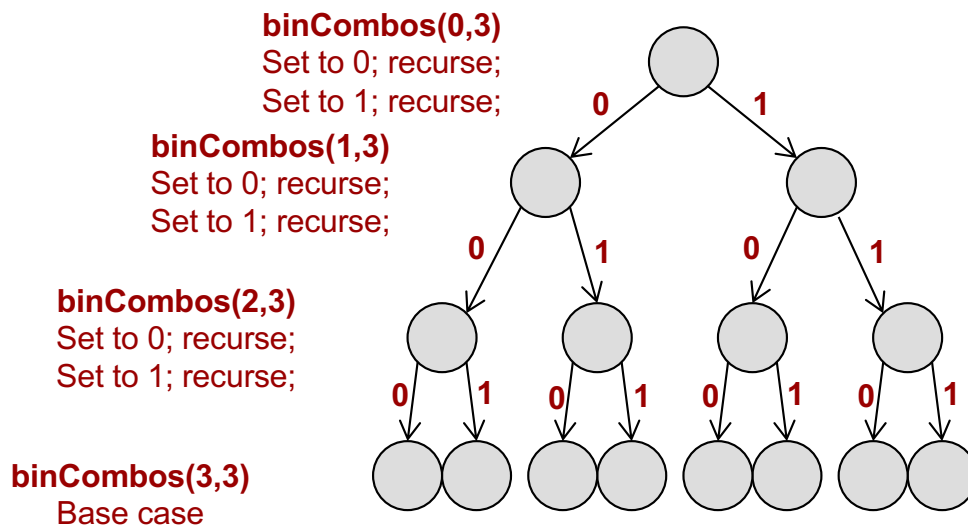 binCombos(0,3)
Set to 0; recurse;
Set to 1; recurse;
0 1
binCombos(1,3)
Set to 0; recurse;
Set to 1; recurse;
0 1 0 1
binCombos(2,3)
Set to 0; recurse;
Set to 1; recurse;
0 1 0 1 0 1 0 1
binCombos(3,3)
Base case